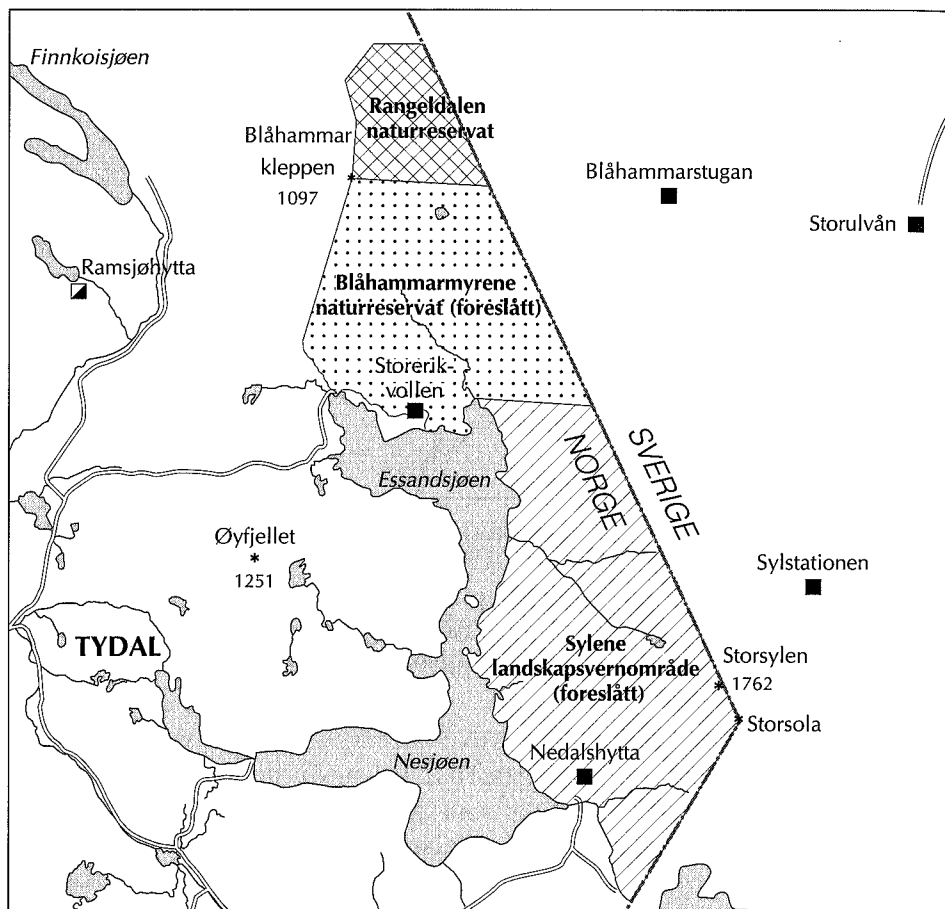 Finnkoisjøen
Rangeldalen
naturreservat
Blåhammar
kleppen
1097
Blåhammarstugan
Storulvån
Ramsjøhytta
Blåhammarmyrene
naturreservat (foreslått)
Storerik-
vollen
NORGE
SVERIGE
Essandsjøen
Øyfjellet
1251
Sylstationen
TYDAL
Sylene
landskapsvernområde
(foreslått)
Storsylen
1762
Storsola
Nesjøen
Nedalshytta